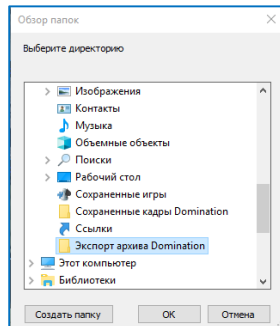 Обзор папок
Выберите директорию
Изображения
Контакты
Музыка
Объемные объекты
Поиски
Рабочий стол
Сохраненные игры
Сохраненные кадры Domination
Ссылки
Экспорт архива Domination
Этот компьютер
Библиотеки
Создать папку ОК Отмена